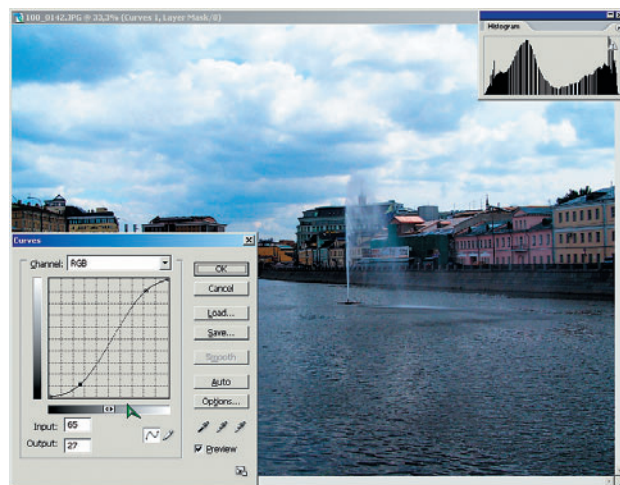 100_0142.JPG @ 33,3% (Curves 1, Layer Mask/8)
Histogram
Curves
Channel: RGB
OK
Cancel
Load...
Save...
Smooth
Auto
Options...
Input: 65
Output: 27
Preview